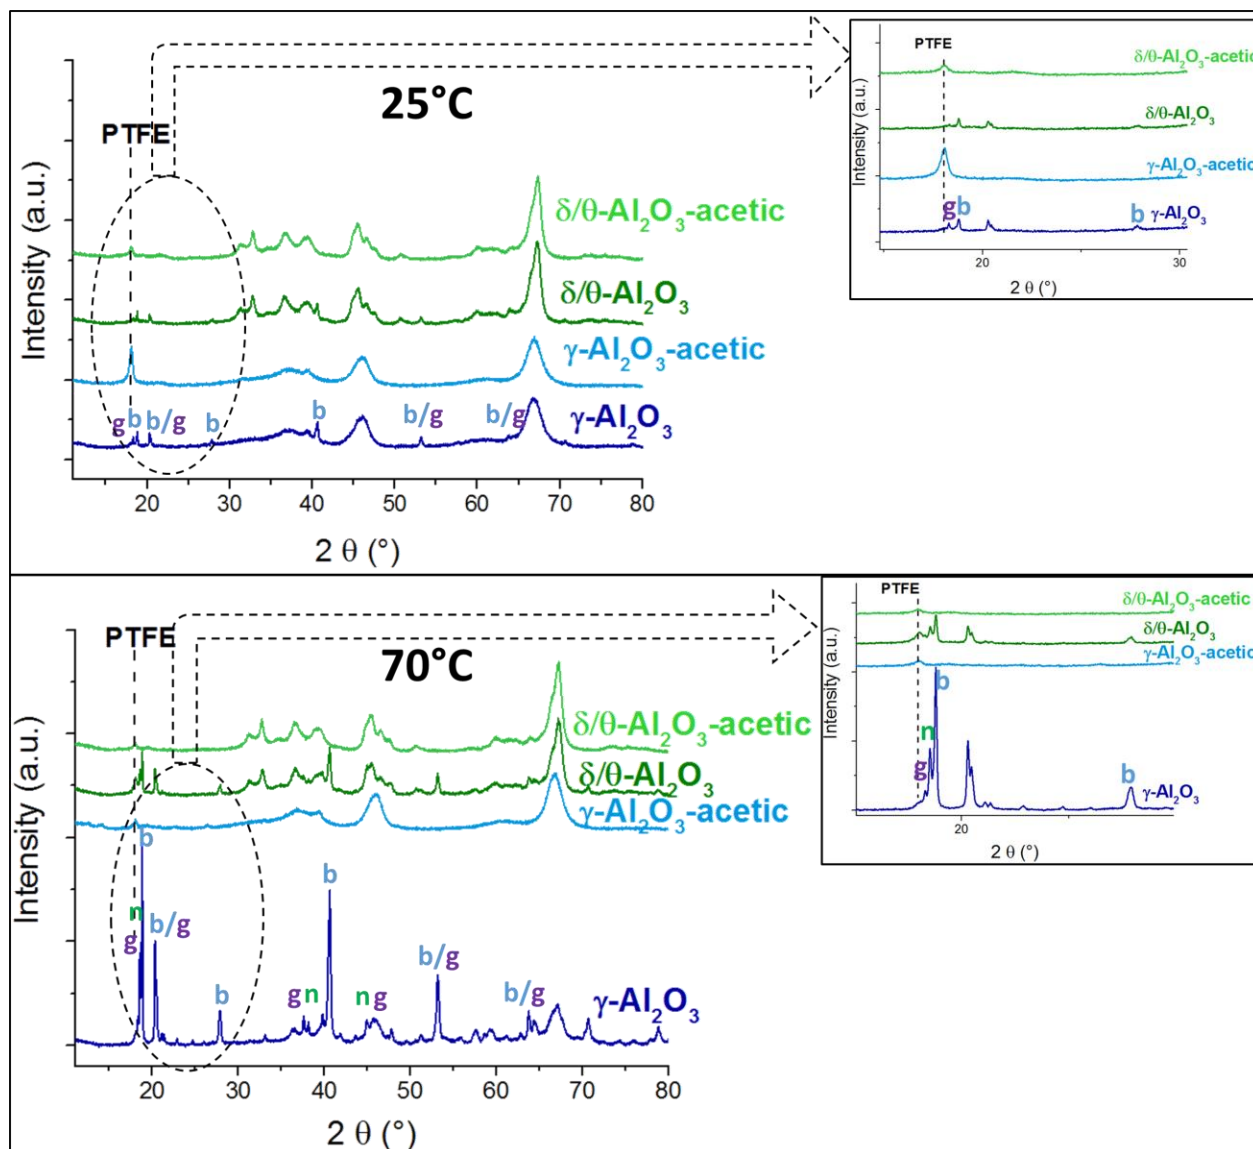 25°C
PTFE
Intensity (a.u.)
δ/θ-Al₂O₃-acetic
δ/θ-Al₂O₃
γ-Al₂O₃-acetic
γ-Al₂O₃
g b b/g b b b/g b/g
20 30 40 50 60 70 80
2 θ (°)
PTFE
Intensity (a.u.)
δ/θ-Al₂O₃-acetic
δ/θ-Al₂O₃
γ-Al₂O₃-acetic
g b b
γ-Al₂O₃
20 30
2 θ (°)
70°C
PTFE
Intensity (a.u.)
δ/θ-Al₂O₃-acetic
δ/θ-Al₂O₃
γ-Al₂O₃-acetic
b
b
n
g b/g
b
g n
n g
b/g
b/g
γ-Al₂O₃
20 30 40 50 60 70 80
2 θ (°)
PTFE
Intensity (a.u.)
δ/θ-Al₂O₃-acetic
δ/θ-Al₂O₃
γ-Al₂O₃-acetic
b
n
g
b
γ-Al₂O₃
20
2 θ (°)